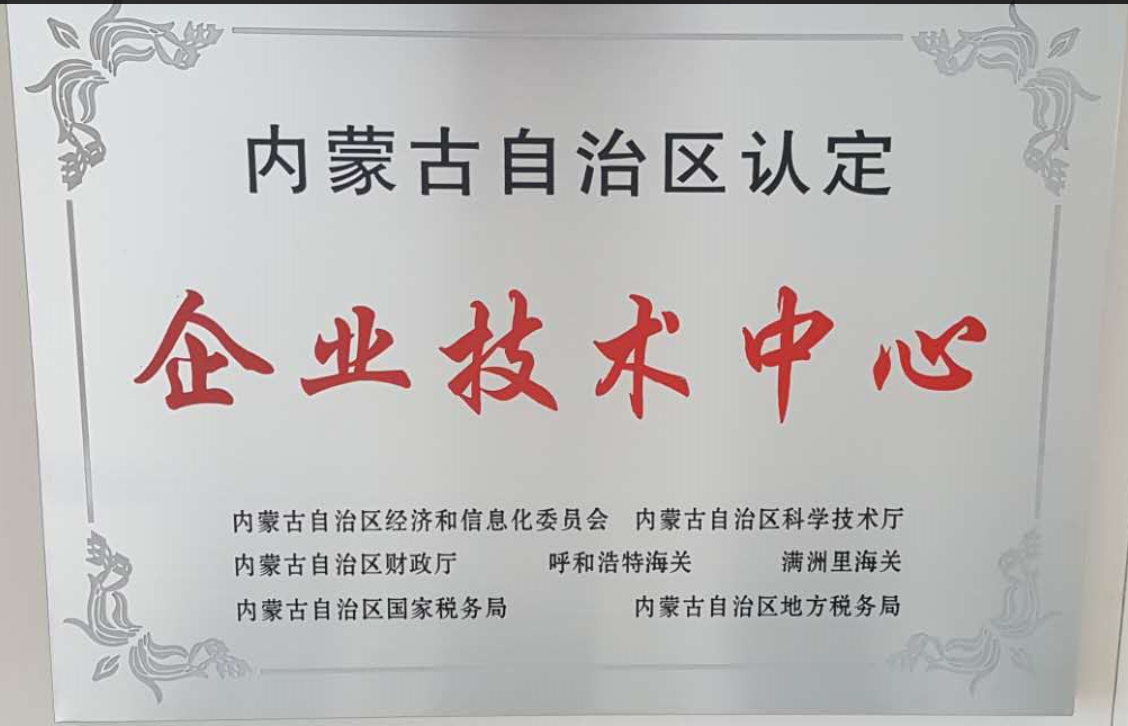 内蒙古自治区认定
企业技术中心
内蒙古自治区经济和信息化委员会 内蒙古自治区科学技术厅
内蒙古自治区财政厅 呼和浩特海关 满洲里海关
内蒙古自治区国家税务局 内蒙古自治区地方税务局